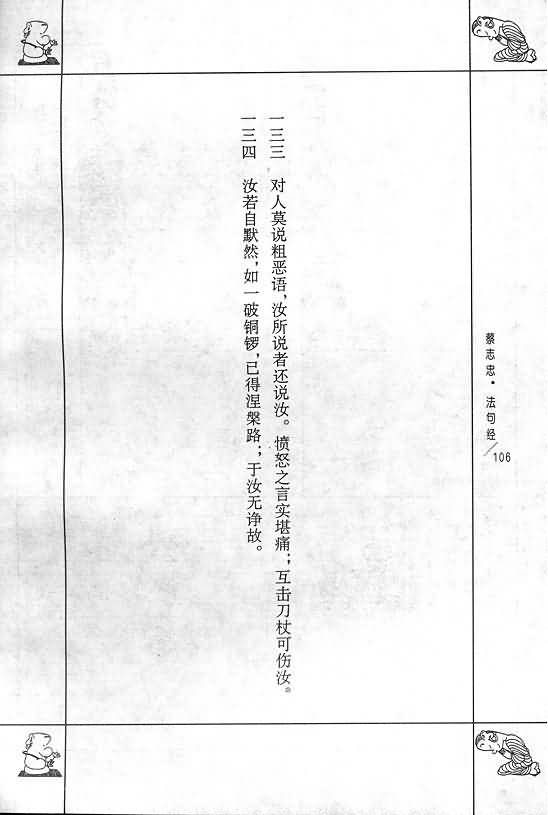 一三三 对人莫说粗恶语，汝所说者还说汝。愤怒之言实堪痛；互击刀杖可伤汝。
一三四 汝若自默然，如一破铜锣，已得涅槃路；于汝无诤故。
蔡志忠·法句经/106